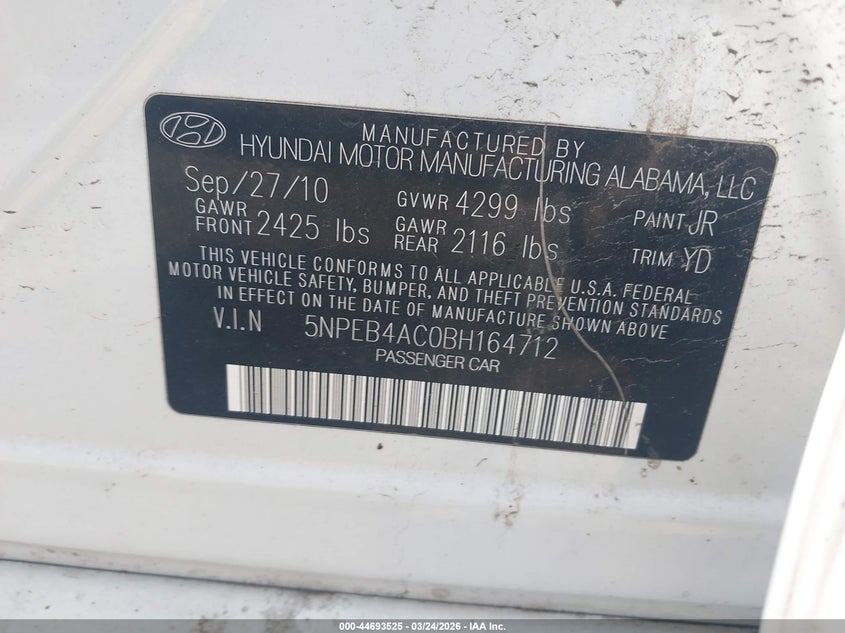 MANUFACTURED BY
HYUNDAI MOTOR MANUFACTURING ALABAMA, LLC
Sep/27/10 GVWR 4299 lbs PAINT JR
GAWR FRONT 2425 lbs GAWR REAR 2116 lbs TRIM YD
THIS VEHICLE CONFORMS TO ALL APPLICABLE U.S.A. FEDERAL
MOTOR VEHICLE SAFETY, BUMPER, AND THEFT PREVENTION STANDARDS
IN EFFECT ON THE DATE OF MANUFACTURE SHOWN ABOVE
V.I.N 5NPEB4AC0BH164712
PASSENGER CAR
000-44693525 - 03/24/2026 - IAA Inc.